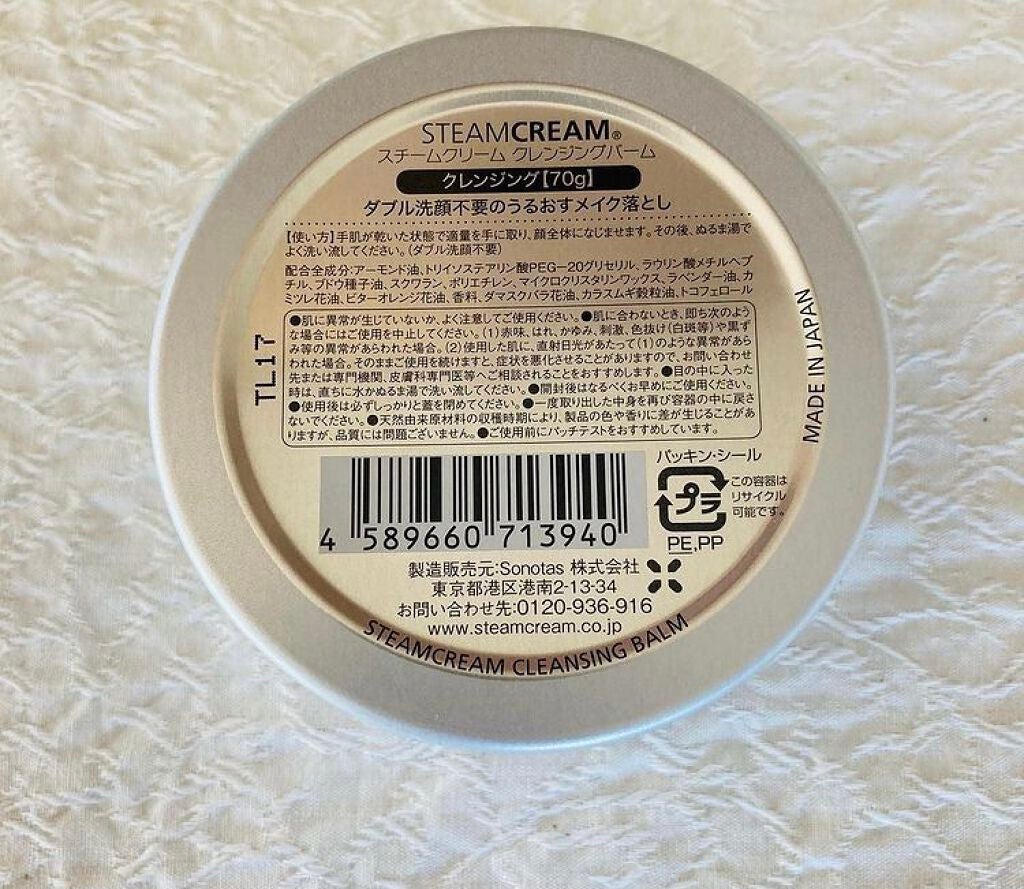 STEAMCREAM®
スチームクリーム クレンジングバーム
クレンジング【70g】
ダブル洗顔不要のうるおすメイク落とし
【使い方】手肌が乾いた状態で適量を手に取り、顔全体になじませます。その後、ぬるま湯で
よく洗い流してください。(ダブル洗顔不要)
配合全成分:アーモンド油、トリイソステアリン酸PEG-20グリセリル、ラウリン酸メチルヘプ
チル、ブドウ種子油、スクワラン、ポリエチレン、マイクロクリスタリンワックス、ラベンダー油、カ
ミツレ花油、ビターオレンジ花油、香料、ダマスクバラ花油、カラスムギ穀粒油、トコフェロール
●肌に異常が生じていないか、よく注意してご使用ください。●肌に合わないとき、即ち次のよう
な場合にはご使用を中止してください。(1)赤味、はれ、かゆみ、刺激、色抜け(白斑等)や黒ず
み等の異常があらわれた場合。(2)使用した肌に、直射日光があたって(1)のような異常があら
われた場合。そのままご使用を続けますと、症状を悪化させることがありますので、お問い合わせ
先または専門機関、皮膚科専門医等へご相談されることをおすすめします。●目の中に入った
時は、直ちに水かぬるま湯で洗い流してください。●開封後はなるべくお早めにご使用ください。
●使用後は必ずしっかりと蓋を閉めてください。●一度取り出した中身を再び容器の中に戻さ
ないでください。●天然由来原材料の収穫時期により、製品の色や香りに差が生じることがあ
りますが、品質には問題ございません。●ご使用前にパッチテストをおすすめしています。
TL17
MADE IN JAPAN
4 589660 713940
パッキン・シール
プラ
この容器は
リサイクル
可能です。
PE,PP
製造販売元:Sonotas 株式会社
東京都港区港南2-13-34
お問い合わせ先:0120-936-916
www.steamcream.co.jp
STEAMCREAM CLEANSING BALM